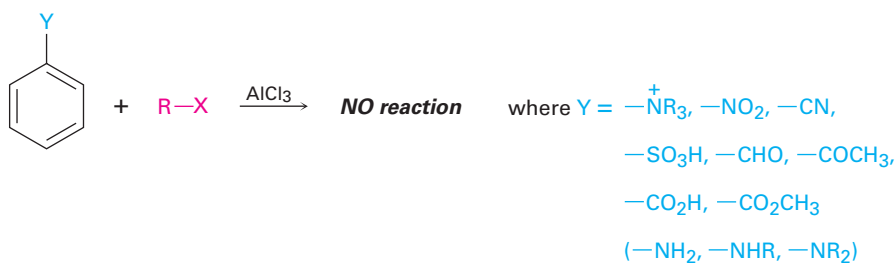 Y
+ R—X AlCl₃ NO reaction where Y = —N⁺R₃, —NO₂, —CN,
—SO₃H, —CHO, —COCH₃,
—CO₂H, —CO₂CH₃
(—NH₂, —NHR, —NR₂)